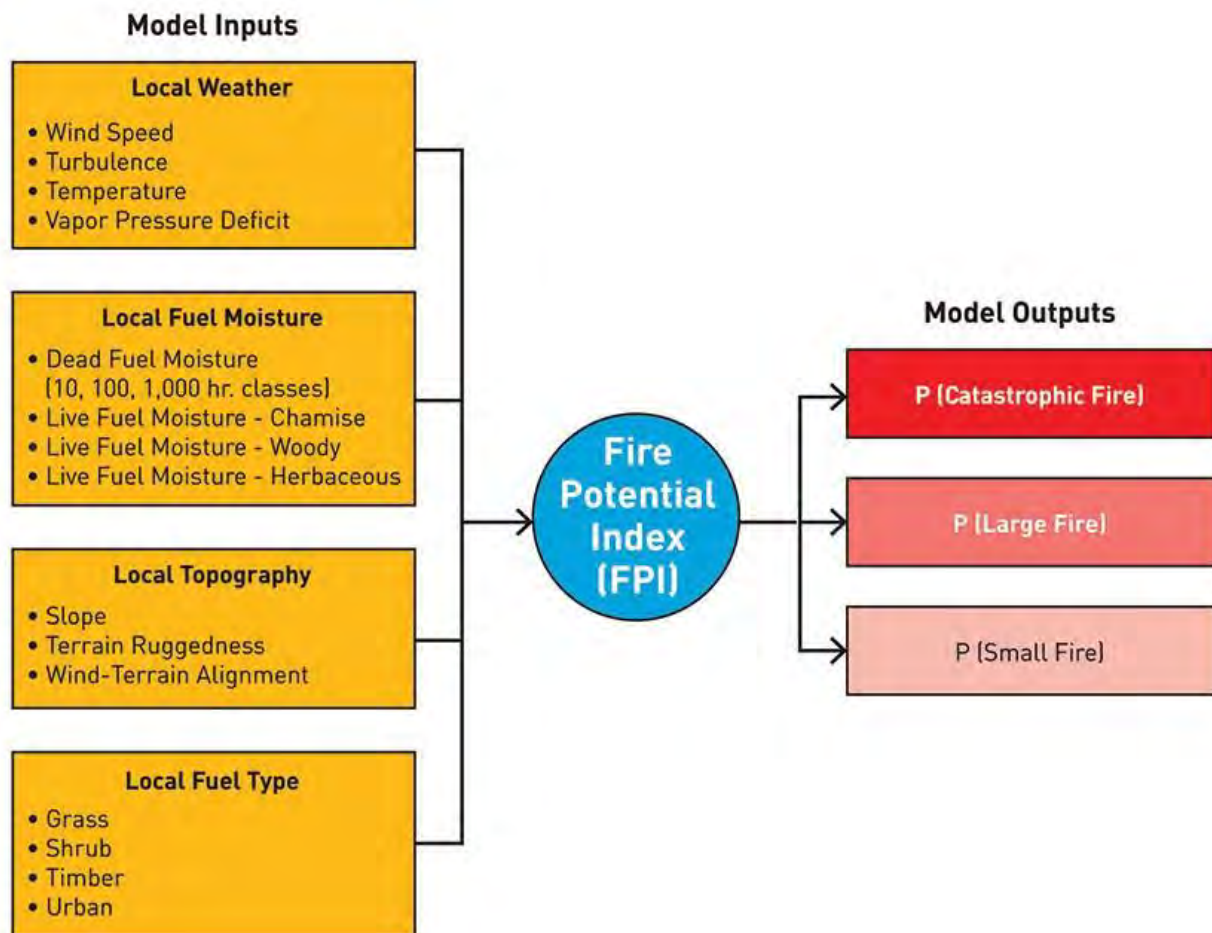 Model Inputs
Local Weather
• Wind Speed
• Turbulence
• Temperature
• Vapor Pressure Deficit
Local Fuel Moisture
• Dead Fuel Moisture
(10, 100, 1,000 hr. classes)
• Live Fuel Moisture - Chamise
• Live Fuel Moisture - Woody
• Live Fuel Moisture - Herbaceous
Local Topography
• Slope
• Terrain Ruggedness
• Wind-Terrain Alignment
Local Fuel Type
• Grass
• Shrub
• Timber
• Urban
Fire
Potential
Index
(FPI)
Model Outputs
P (Catastrophic Fire)
P (Large Fire)
P (Small Fire)